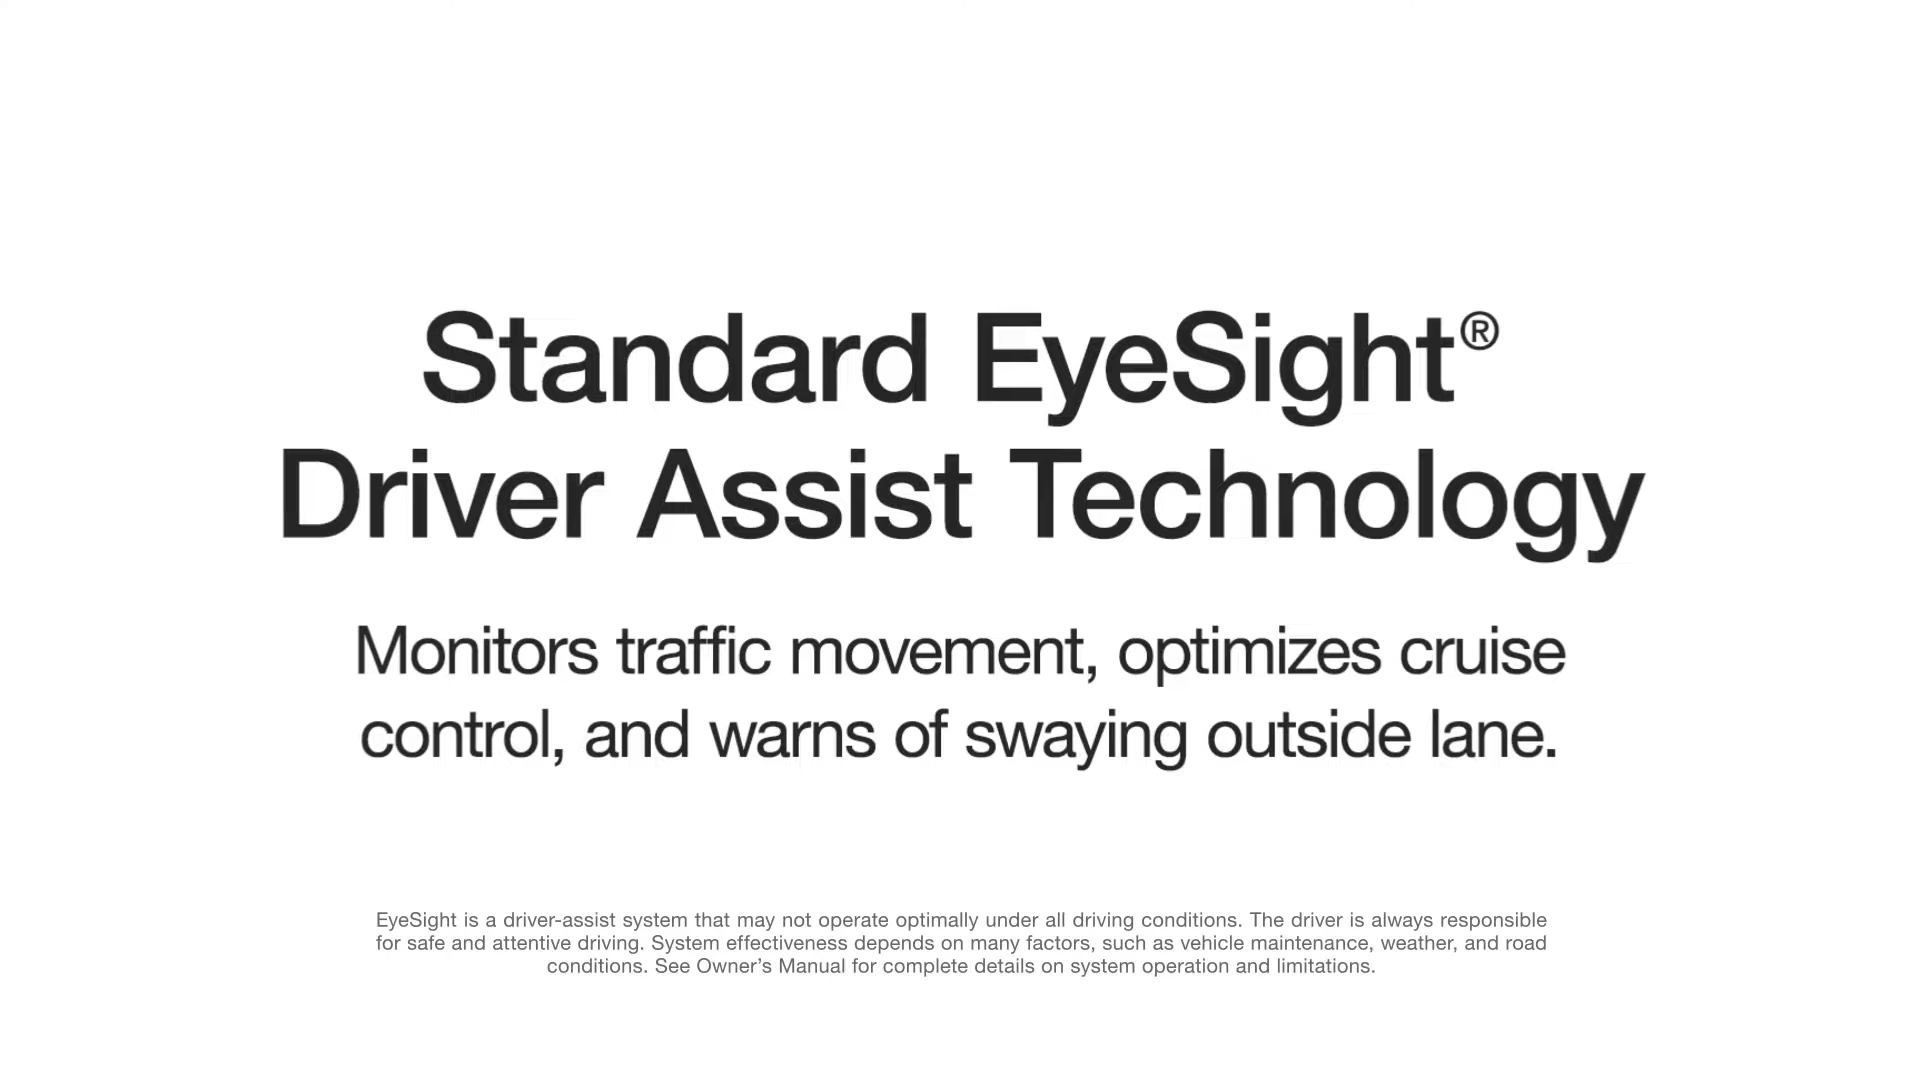 Standard EyeSight®
Driver Assist Technology
Monitors traffic movement, optimizes cruise
control, and warns of swaying outside lane.
EyeSight is a driver-assist system that may not operate optimally under all driving conditions. The driver is always responsible
for safe and attentive driving. System effectiveness depends on many factors, such as vehicle maintenance, weather, and road
conditions. See Owner’s Manual for complete details on system operation and limitations.